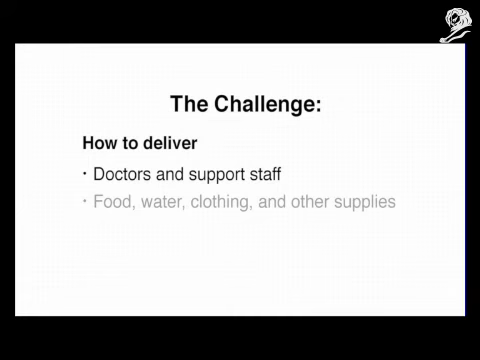 The Challenge:
How to deliver
· Doctors and support staff
· Food, water, clothing, and other supplies